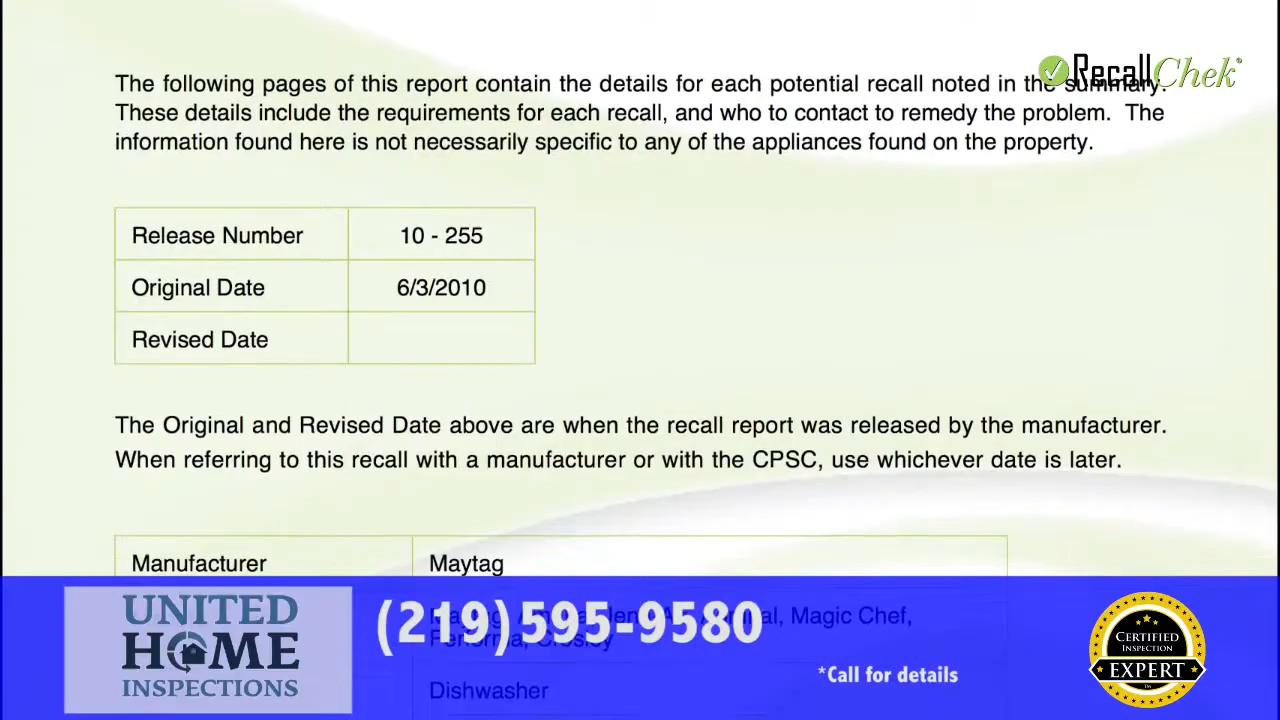 RecallChek
The following pages of this report contain the details for each potential recall noted in the summary.
These details include the requirements for each recall, and who to contact to remedy the problem. The
information found here is not necessarily specific to any of the appliances found on the property.
Release Number 10 - 255
Original Date 6/3/2010
Revised Date
The Original and Revised Date above are when the recall report was released by the manufacturer.
When referring to this recall with a manufacturer or with the CPSC, use whichever date is later.
Manufacturer Maytag
Magic Chef,
Crosley
Dishwasher
UNITED
HOME
INSPECTIONS
(219)595-9580
*Call for details
CERTIFIED
INSPECTION
EXPERT